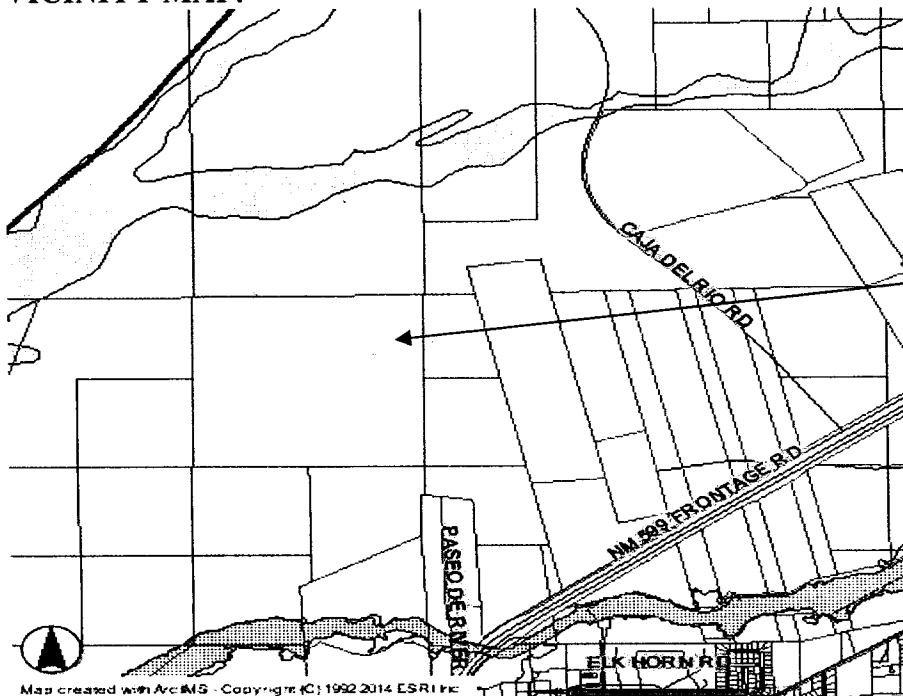 VICINITY MAP
CAJA DEL RIO RD
NM 599 FRONTAGE RD
PASEO DE RIVER
ELK HORN RD
Map created with ArcIMS - Copyright (C) 1992-2014 ESRI Inc.